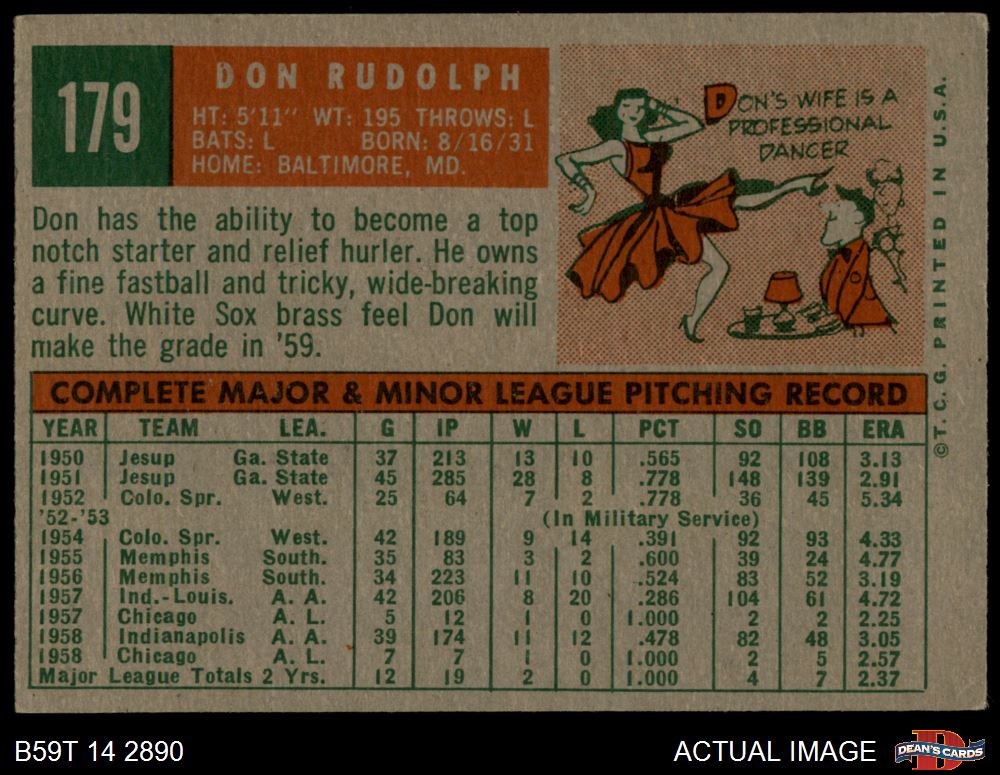 179
DON RUDOLPH
HT: 5'11" WT: 195 THROWS: L
BATS: L BORN: 8/16/31
HOME: BALTIMORE, MD.
DON'S WIFE IS A
PROFESSIONAL
DANCER
Don has the ability to become a top
notch starter and relief hurler. He owns
a fine fastball and tricky, wide-breaking
curve. White Sox brass feel Don will
make the grade in '59.
©T.C.G. PRINTED IN U.S.A.
COMPLETE MAJOR & MINOR LEAGUE PITCHING RECORD
YEAR TEAM LEA. G IP W L PCT SO BB ERA
1950 Jesup Ga. State 37 213 13 10 .565 92 108 3.13
1951 Jesup Ga. State 45 285 28 8 .778 148 139 2.91
1952 Colo. Spr. West. 25 64 7 2 .778 36 45 5.34
'52-'53 (In Military Service)
1954 Colo. Spr. West. 42 189 9 14 .391 92 93 4.33
1955 Memphis South. 35 83 3 2 .600 39 24 4.77
1956 Memphis South. 34 223 11 10 .524 83 52 3.19
1957 Ind.-Louis. A. A. 42 206 8 20 .286 104 61 4.72
1957 Chicago A. L. 5 12 1 0 1.000 2 2 2.25
1958 Indianapolis A. A. 39 174 11 12 .478 82 48 3.05
1958 Chicago A. L. 7 7 1 0 1.000 2 5 2.57
Major League Totals 2 Yrs. 12 19 2 0 1.000 4 7 2.37
B59T 14 2890
ACTUAL IMAGE
DEAN'S CARDS